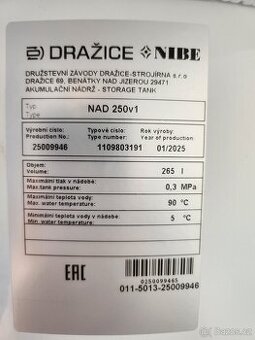 DRAŽICE NIBE
DRUŽSTEVNÍ ZÁVODY DRAŽICE-STROJÍRNA s.r.o
DRAŽICE 69, BENÁTKY NAD JIZEROU 29471
AKUMULAČNÍ NÁDRŽ - STORAGE TANK
Typ
Type
NAD 250v1
Výrobní číslo: Typové číslo: Rok výroby:
Production No.: Year of production
25009946 1109803191 01/2025
Objem:
Volume: 265 l
Maximální tlak v nádobě
Max.tank pressure: 0,3 MPa
Maximální teplota vody:
Max. water temperature: 90 °C
Minimální teplota vody v nádobě:
Min. water temperature: 5 °C
EAC
0250099465
011-5013-25009946